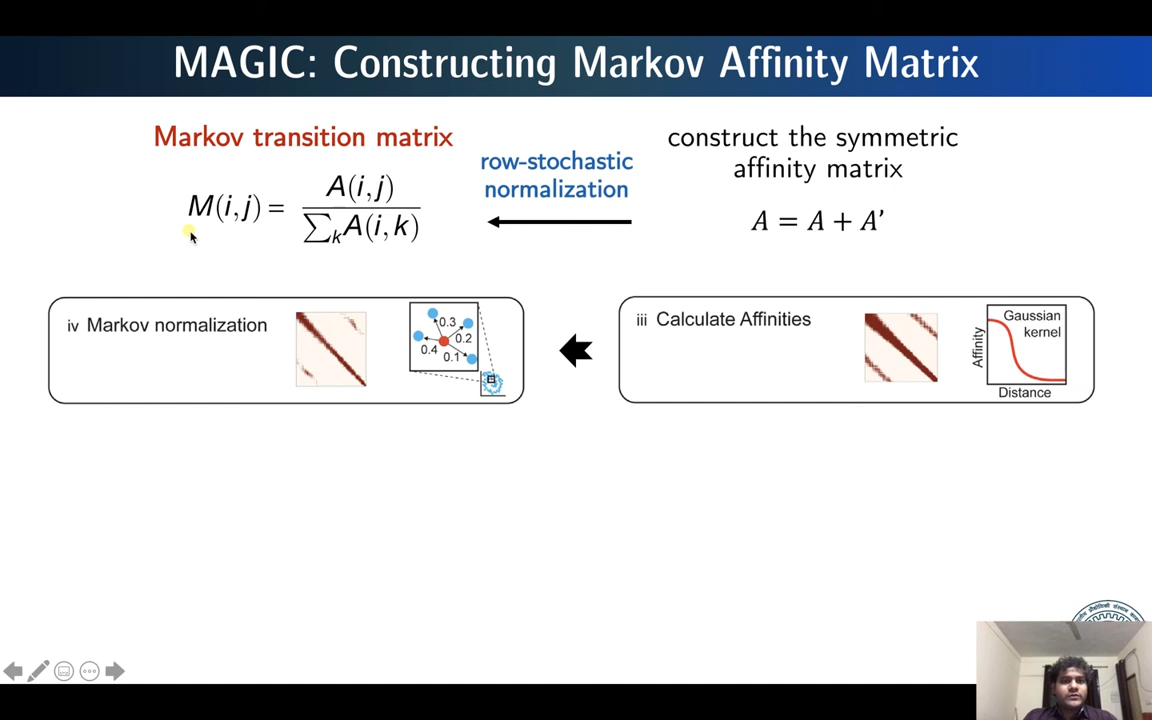 MAGIC: Constructing Markov Affinity Matrix
Markov transition matrix
M(i,j) = A(i,j) / ∑ₖA(i,k)
row-stochastic
normalization
construct the symmetric
affinity matrix
A = A + A’
iv Markov normalization
0.3
0.2
0.4
0.1
iii Calculate Affinities
Gaussian
kernel
Affinity
Distance